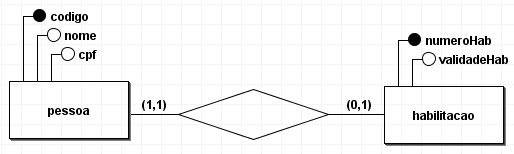 codigo
nome
cpf
pessoa
(1,1)
(0,1)
numeroHab
validadeHab
habilitacao